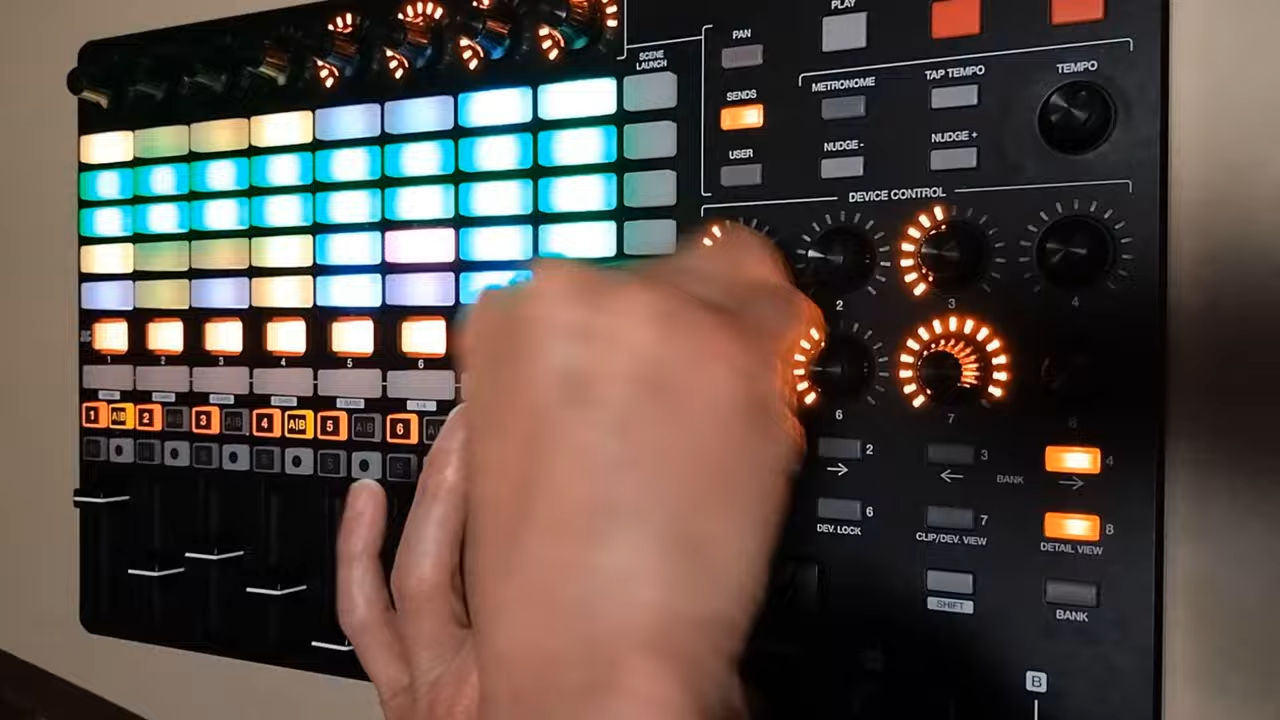 PLAY
PAN
SCENE
LAUNCH
METRONOME
TAP TEMPO
TEMPO
SENDS
NUDGE -
NUDGE +
USER
DEVICE CONTROL
2
3
4
1
2
3
4
5
6
6
7
8
1 A|B 2 A|B 3 A|B 4 A|B 5 A|B 6
S
2
3
BANK
4
6
DEV. LOCK
7
CLIP/DEV. VIEW
8
DETAIL VIEW
SHIFT
BANK
B